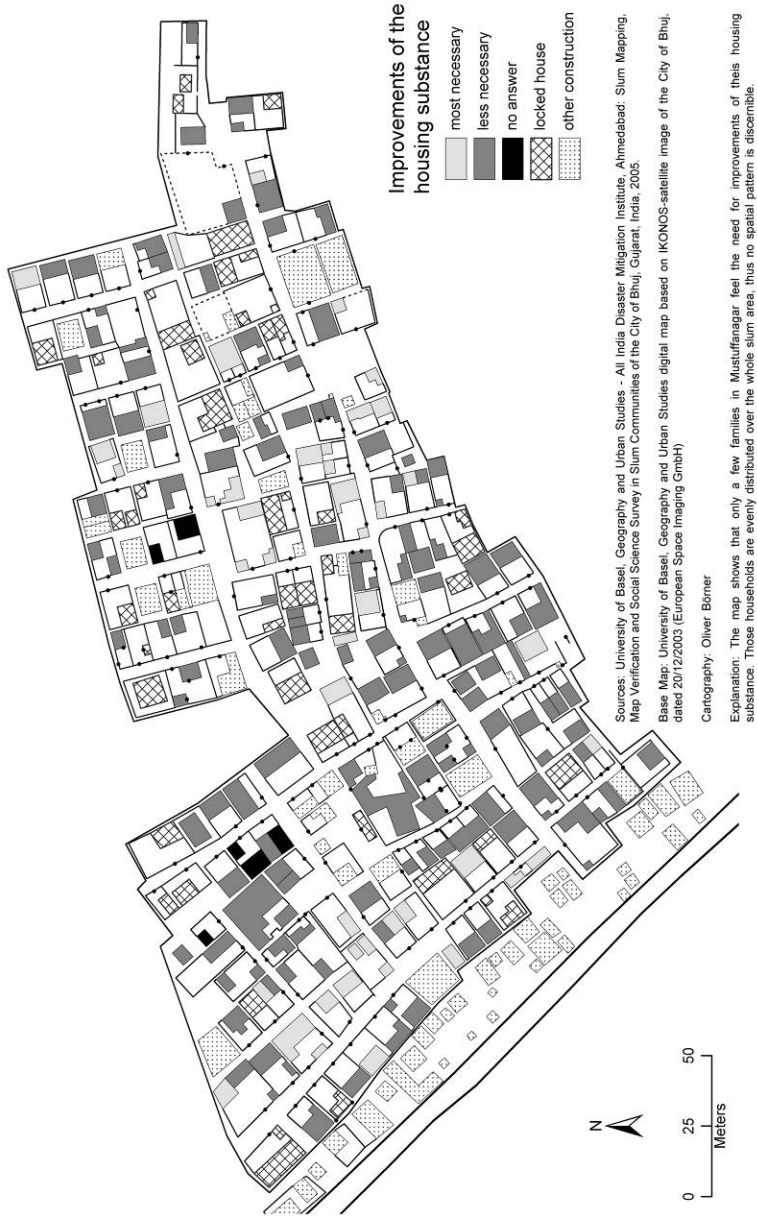 Improvements of the
housing substance
most necessary
less necessary
no answer
locked house
other construction
Sources: University of Basel, Geography and Urban Studies - All India Disaster Mitigation Institute, Ahmedabad: Slum Mapping,
Map Verification and Social Science Survey in Slum Communities of the City of Bhuj, Gujarat, India, 2005.
Base Map: University of Basel, Geography and Urban Studies digital map based on IKONOS-satellite image of the City of Bhuj,
dated 20/12/2003 (European Space Imaging GmbH)
Cartography: Oliver Börner
Explanation: The map shows that only a few families in Mustuffanagar feel the need for improvements of theis housing
substance. Those households are evenly distributed over the whole slum area, thus no spatial pattern is discernible.
N
0 25 50
Meters